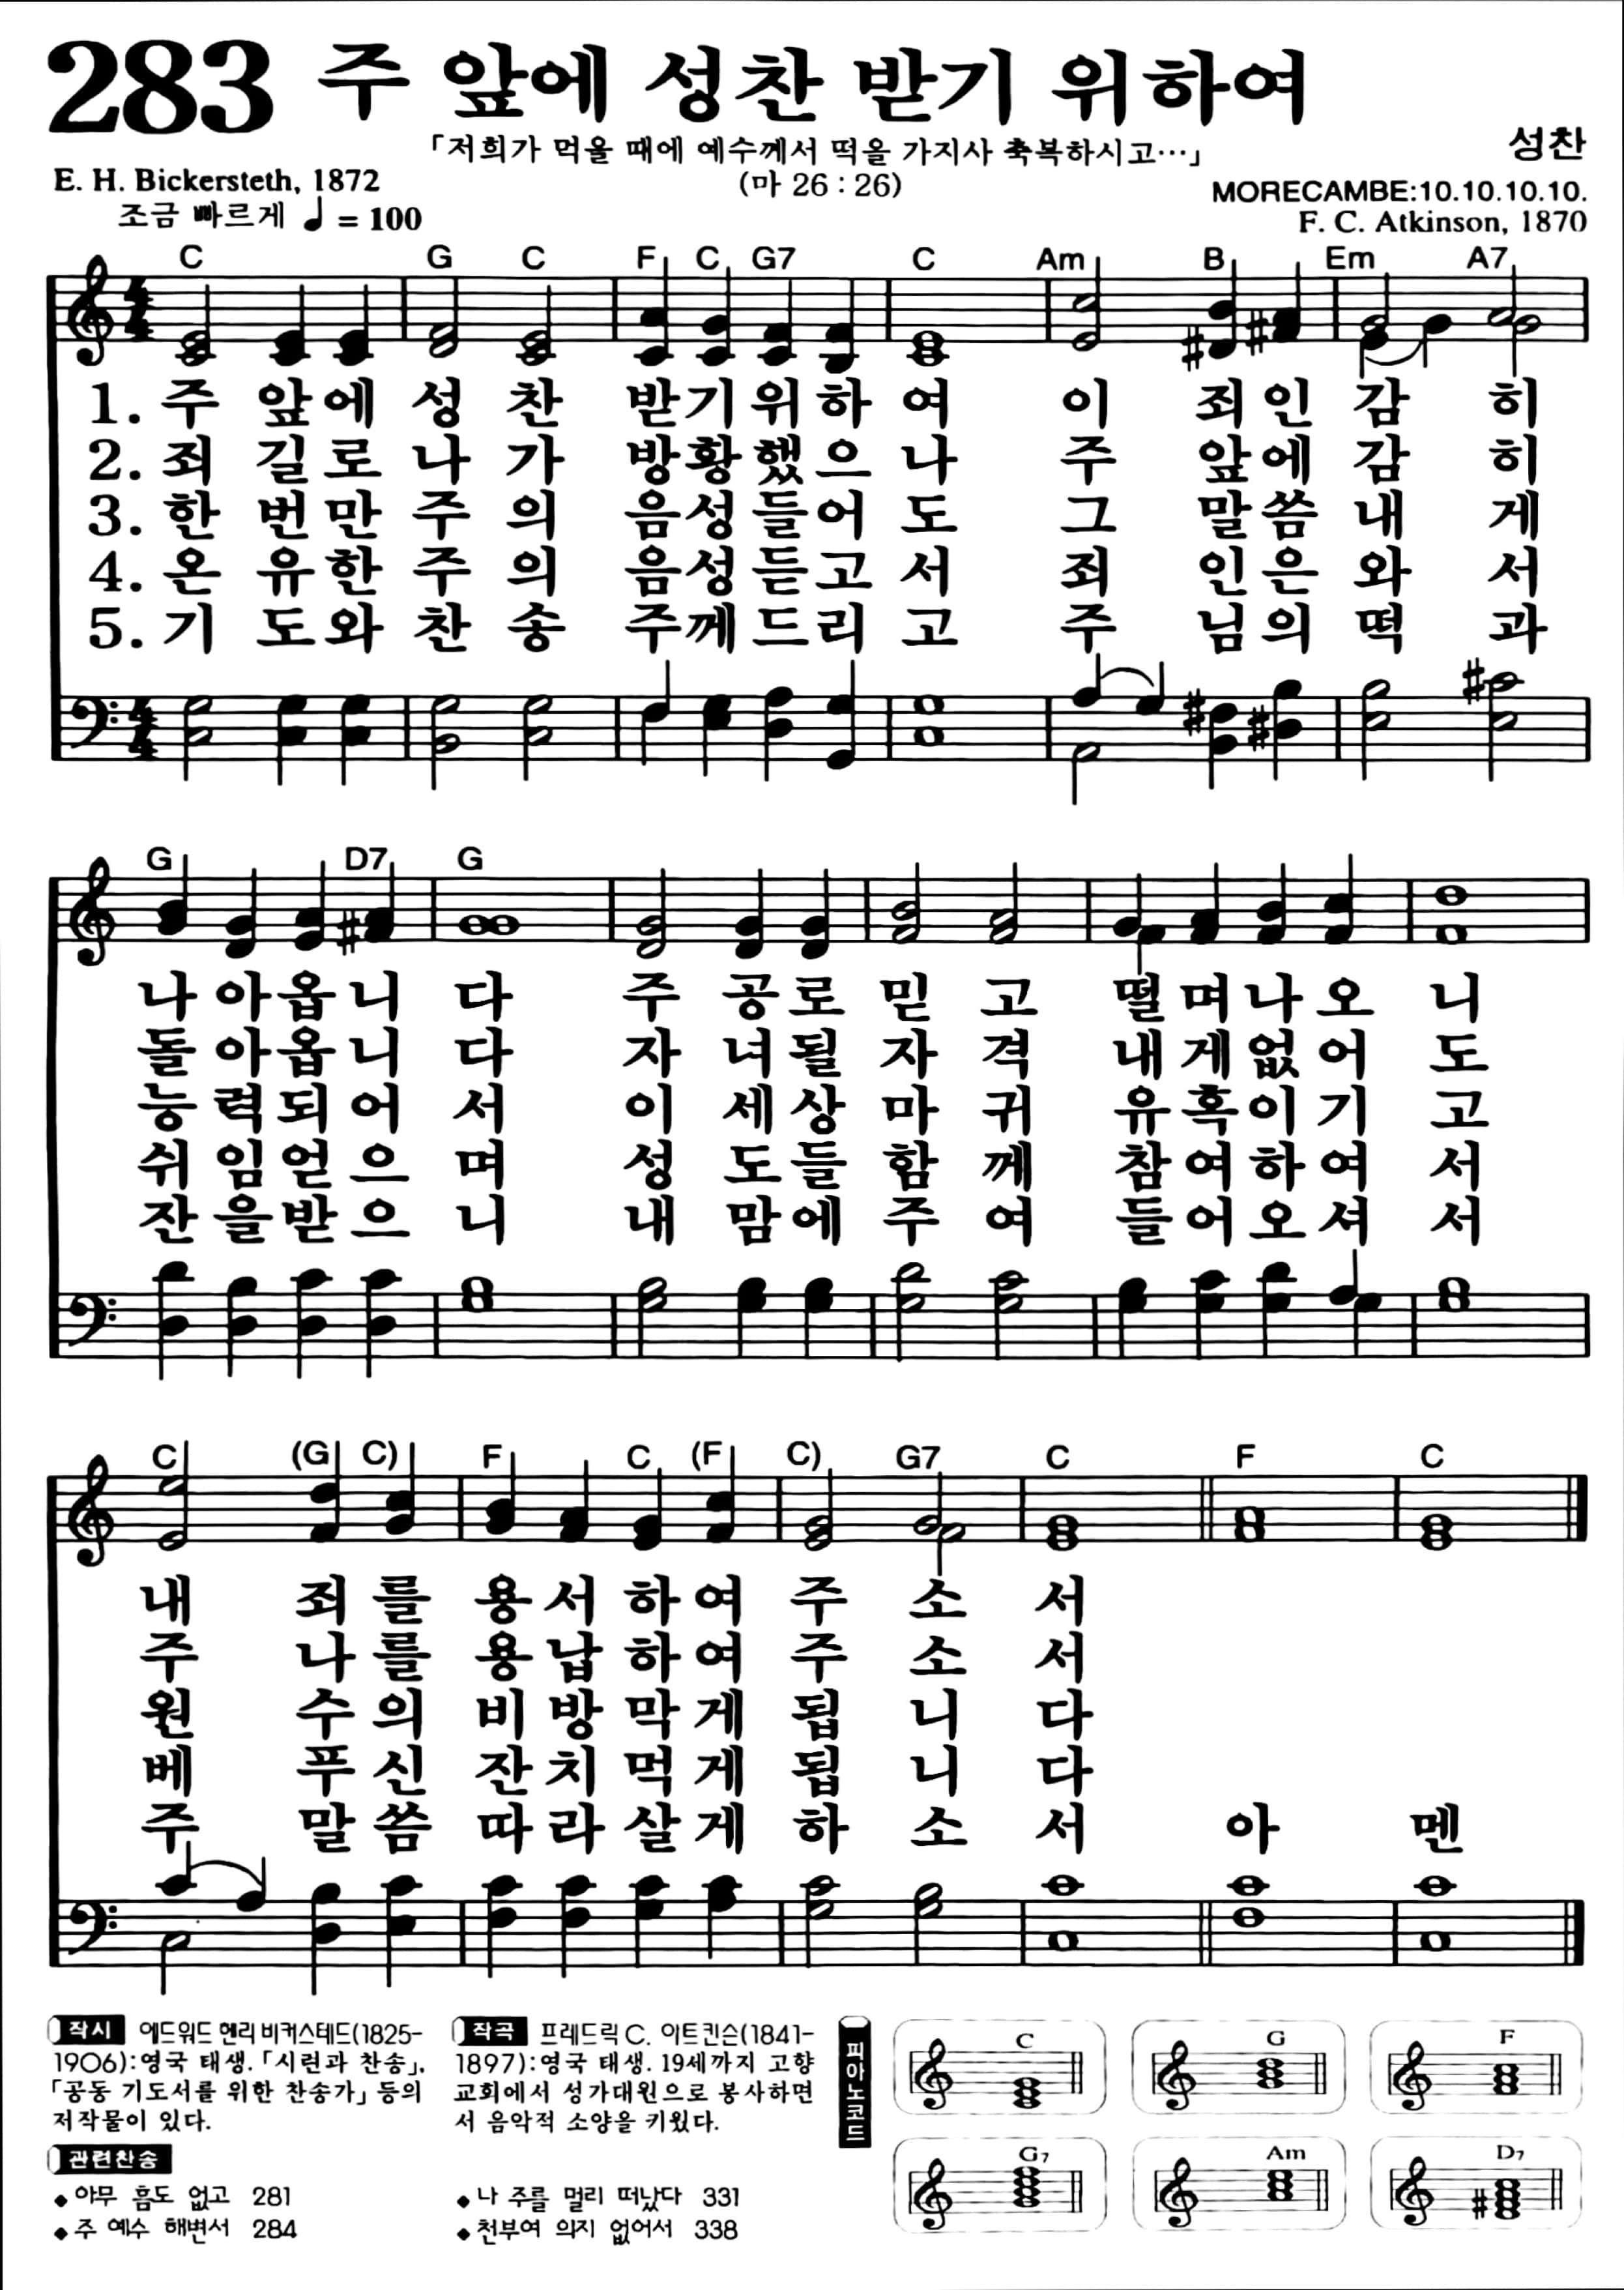 283 주 앞에 성찬 받기 위하여
「저희가 먹을 때에 예수께서 떡을 가지사 축복하시고…」
성찬
E. H. Bickersteth, 1872
(마 26 : 26)
MORECAMBE:10.10.10.10.
조금 빠르게 ♩ = 100
F. C. Atkinson, 1870
C G C F C G7 C Am B Em A7
1. 주 앞에 성 찬 받기위하 여 이 죄인 감 히
2. 죄 길로 나 가 방황했으 나 주 앞에 감 히
3. 한 번만 주 의 음성들어 도 그 말씀 내 게
4. 온 유한 주 의 음성듣고 서 죄 인은 와 서
5. 기 도와 찬 송 주께드리 고 주 님의 떡 과
G D7 G
나아옵니 다 주 공로 믿 고 떨며나오 니
돌아옵니 다 자 녀될 자 격 내게없어 도
능력되어 서 이 세상 마 귀 유혹이기 고
쉬임얻으 며 성 도들 함 께 참여하여 서
잔을받으 니 내 맘에 주 여 들어오셔 서
C (G C) F C (F C) G7 C F C
내 죄를 용서하여 주 소 서
주 나를 용납하여 주 소 서
원 수의 비방막게 됩 니 다
베 푸신 잔치먹게 됩 니 다
주 말씀 따라살게 하 소 서 아 멘
작시 에드워드 헨리 비커스테드(1825-
1906):영국 태생.「시련과 찬송」,
「공동 기도서를 위한 찬송가」 등의
저작물이 있다.
작곡 프레드릭 C. 아트킨슨(1841-
1897):영국 태생. 19세까지 고향
교회에서 성가대원으로 봉사하면
서 음악적 소양을 키웠다.
관련찬송
◆ 아무 흠도 없고 281
◆ 주 예수 해변서 284
◆ 나 주를 멀리 떠났다 331
◆ 천부여 의지 없어서 338
피아노코드
C G F
G7 Am D7